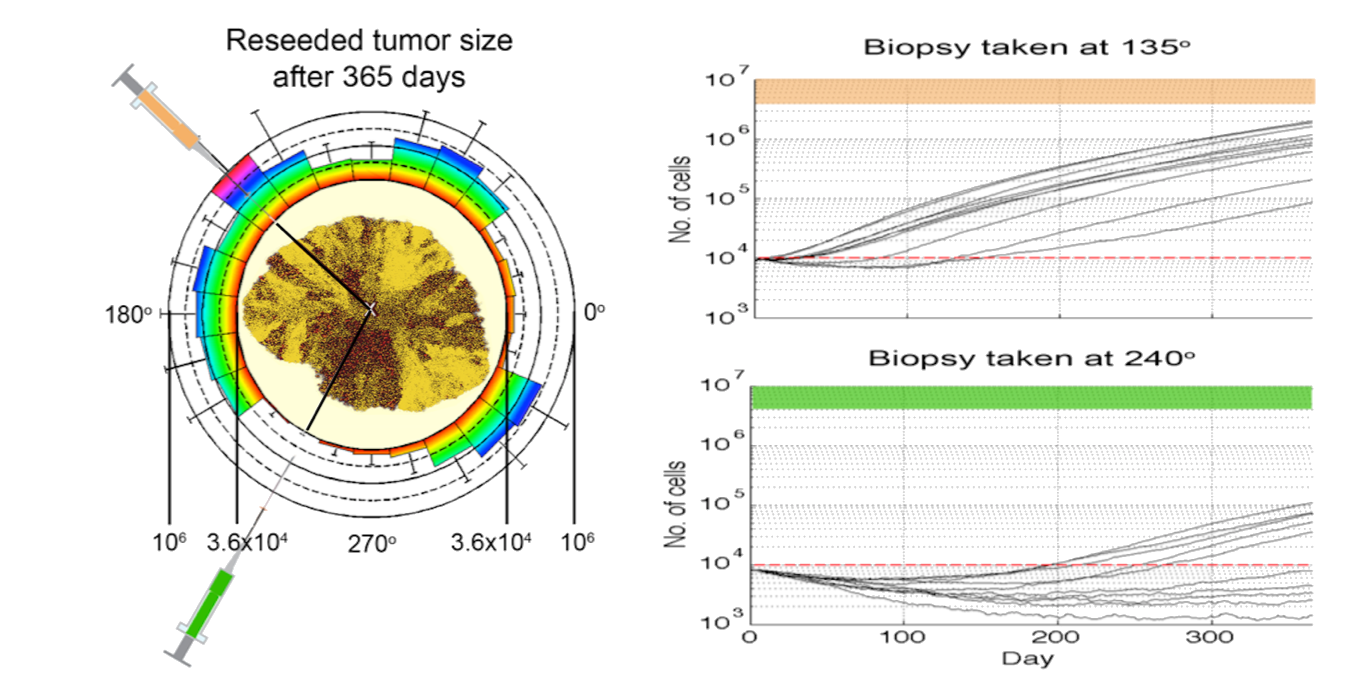 Reseeded tumor size
after 365 days
180°
0°
10⁶
3.6x10⁴
270°
3.6x10⁴
10⁶
Biopsy taken at 135°
No. of cells
10⁷
10⁶
10⁵
10⁴
10³
Biopsy taken at 240°
No. of cells
10⁷
10⁶
10⁵
10⁴
10³
0 100 200 300
Day